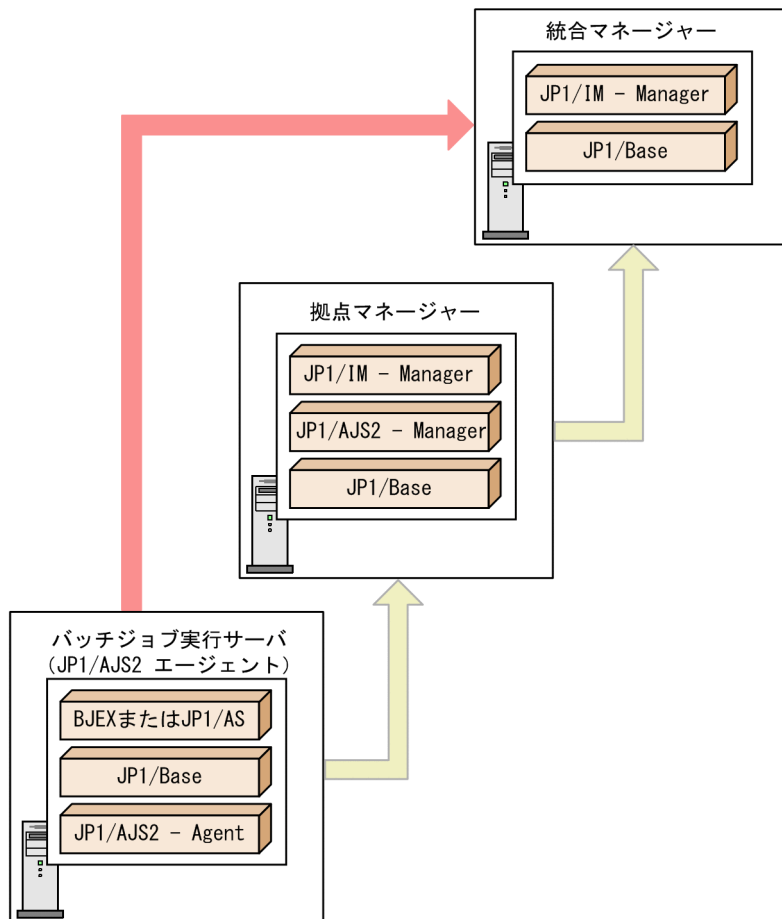 統合マネージャー
JP1/IM - Manager
JP1/Base
拠点マネージャー
JP1/IM - Manager
JP1/AJS2 - Manager
JP1/Base
バッチジョブ実行サーバ
(JP1/AJS2 エージェント)
BJEXまたはJP1/AS
JP1/Base
JP1/AJS2 - Agent